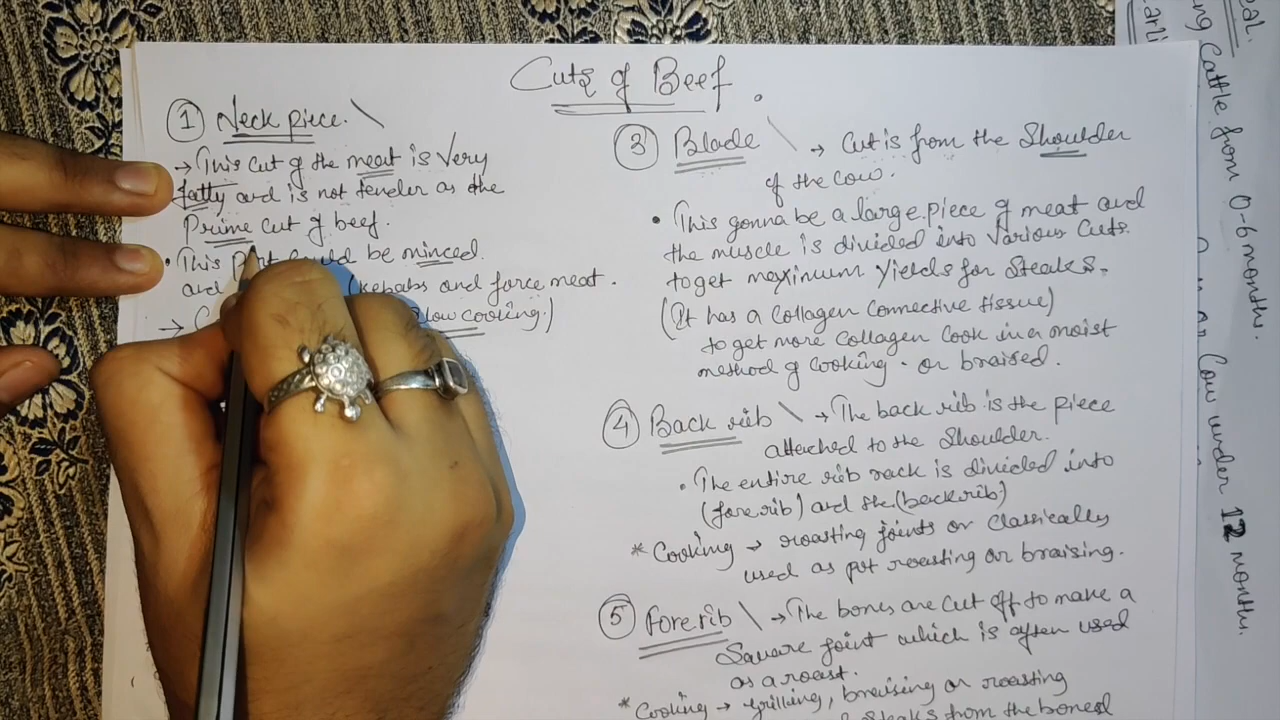 Cuts of Beef
① Neck piece. \
→ This cut of the meat is very
fatty and is not tender as the
Prime cut of beef.
• This part could be minced
and (kebabs and force meat.
→ slow cooking.)
③ Blade \ → Cut is from the Shoulder
of the cow.
• This gonna be a large piece of meat and
the muscle is divided into various cuts.
to get maximum yields for steaks.
(It has a collagen connective tissue)
to get more collagen cook in a moist
method of cooking. or braised.
④ Back rib \ → The back rib is the piece
attached to the shoulder.
• The entire rib rack is divided into
(fore rib) and the (back rib)
* Cooking → roasting joints or classically
used as pot roasting or braising.
⑤ Fore rib \ → The bones are cut off to make a
Square joint which is often used
as a roast.
* Cooking → grilling, braising or roasting
steaks from the boned
Cattle from 0-6 months.
Cow under 12 months.